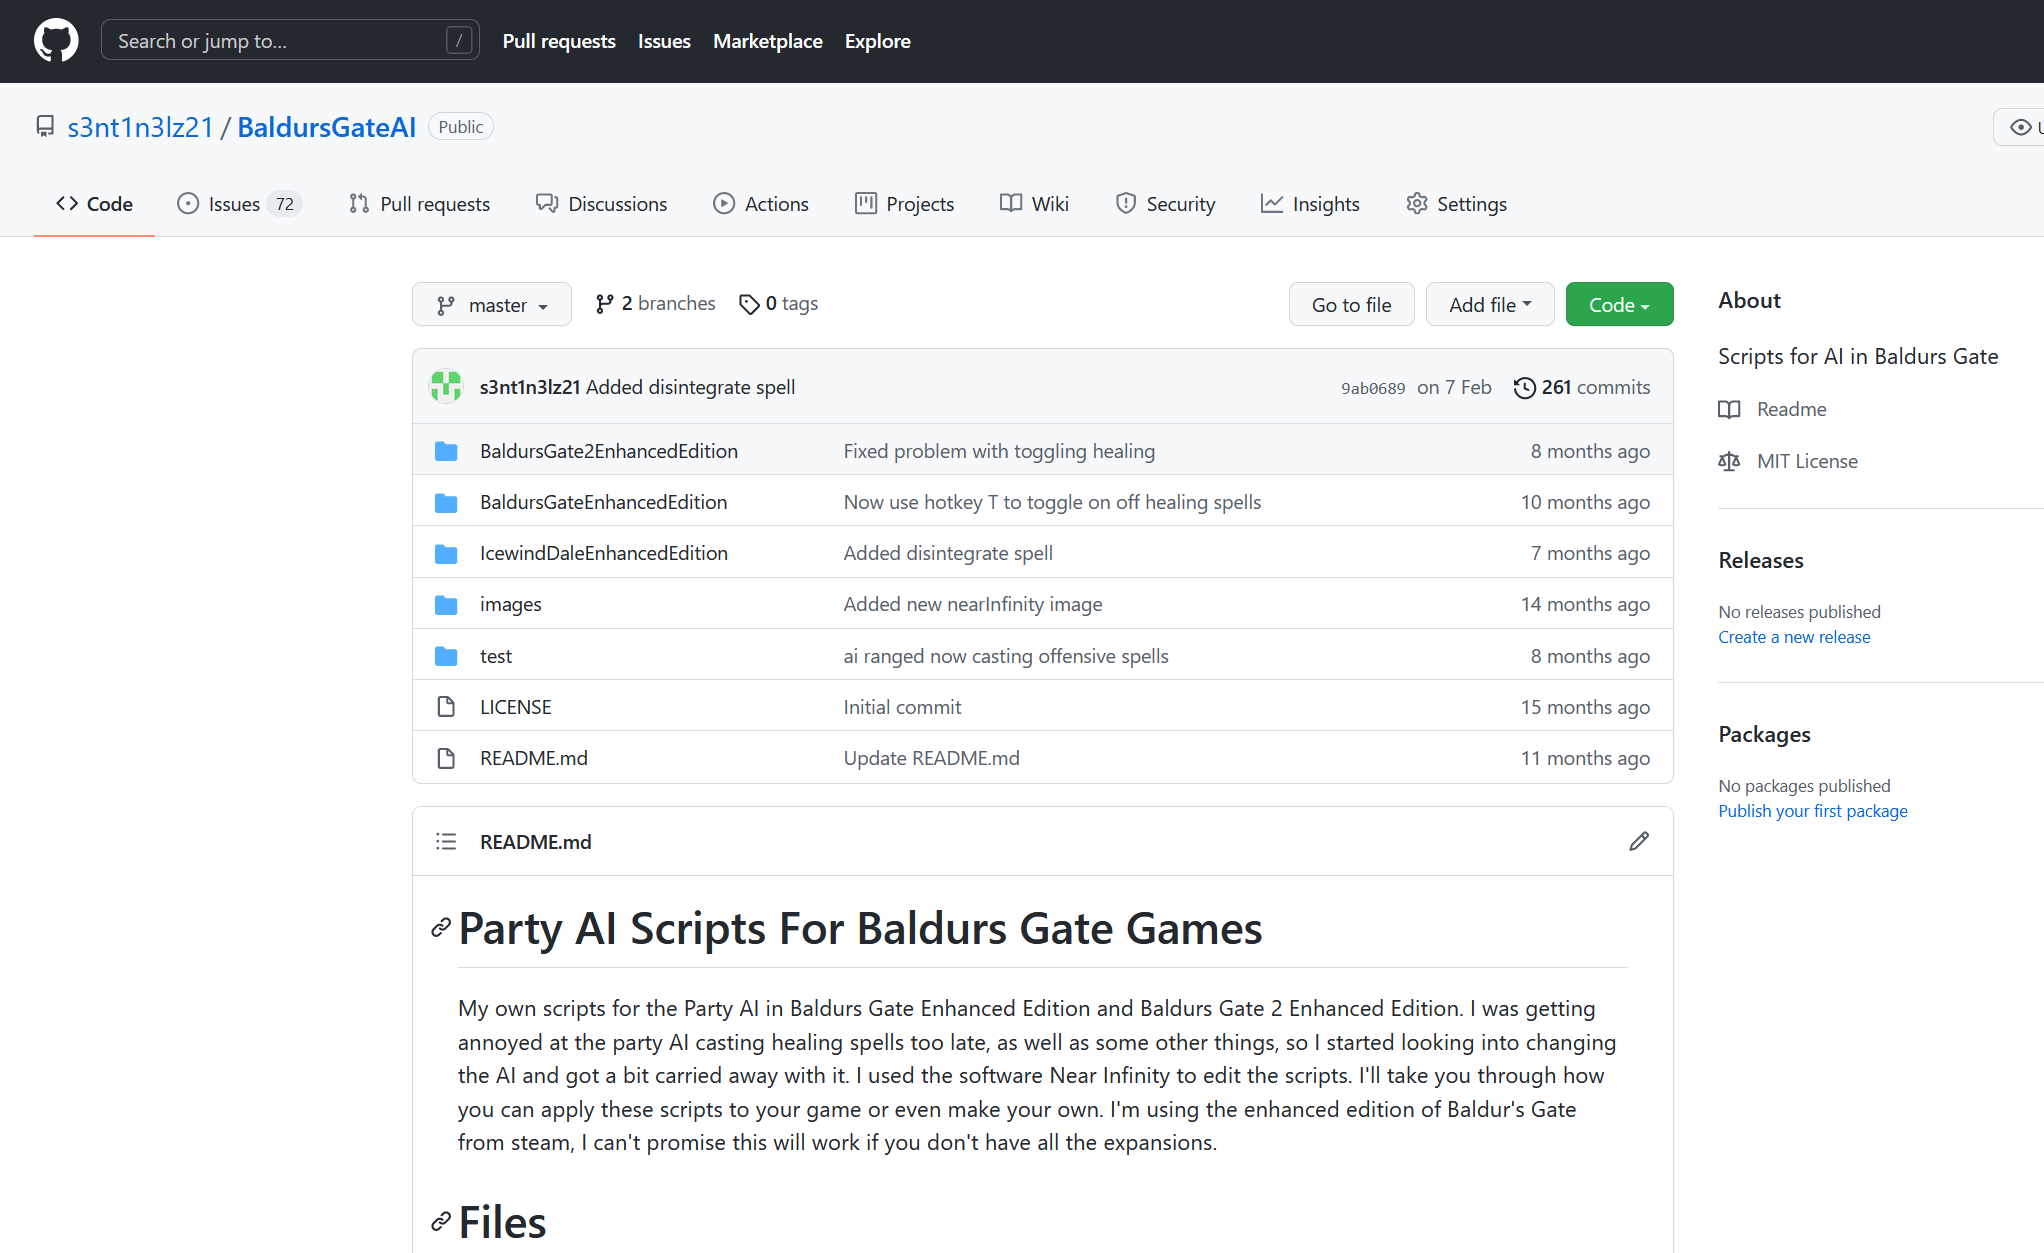 Search or jump to... /
Pull requests Issues Marketplace Explore
s3nt1n3lz21 / BaldursGateAI Public
Code Issues 72 Pull requests Discussions Actions Projects Wiki Security Insights Settings
master 2 branches 0 tags Go to file Add file Code
s3nt1n3lz21 Added disintegrate spell 9ab0689 on 7 Feb 261 commits
BaldursGate2EnhancedEdition Fixed problem with toggling healing 8 months ago
BaldursGateEnhancedEdition Now use hotkey T to toggle on off healing spells 10 months ago
IcewindDaleEnhancedEdition Added disintegrate spell 7 months ago
images Added new nearInfinity image 14 months ago
test ai ranged now casting offensive spells 8 months ago
LICENSE Initial commit 15 months ago
README.md Update README.md 11 months ago
README.md
Party AI Scripts For Baldurs Gate Games
My own scripts for the Party AI in Baldurs Gate Enhanced Edition and Baldurs Gate 2 Enhanced Edition. I was getting
annoyed at the party AI casting healing spells too late, as well as some other things, so I started looking into changing
the AI and got a bit carried away with it. I used the software Near Infinity to edit the scripts. I'll take you through how
you can apply these scripts to your game or even make your own. I'm using the enhanced edition of Baldur's Gate
from steam, I can't promise this will work if you don't have all the expansions.
Files
About
Scripts for AI in Baldurs Gate
Readme
MIT License
Releases
No releases published
Create a new release
Packages
No packages published
Publish your first package